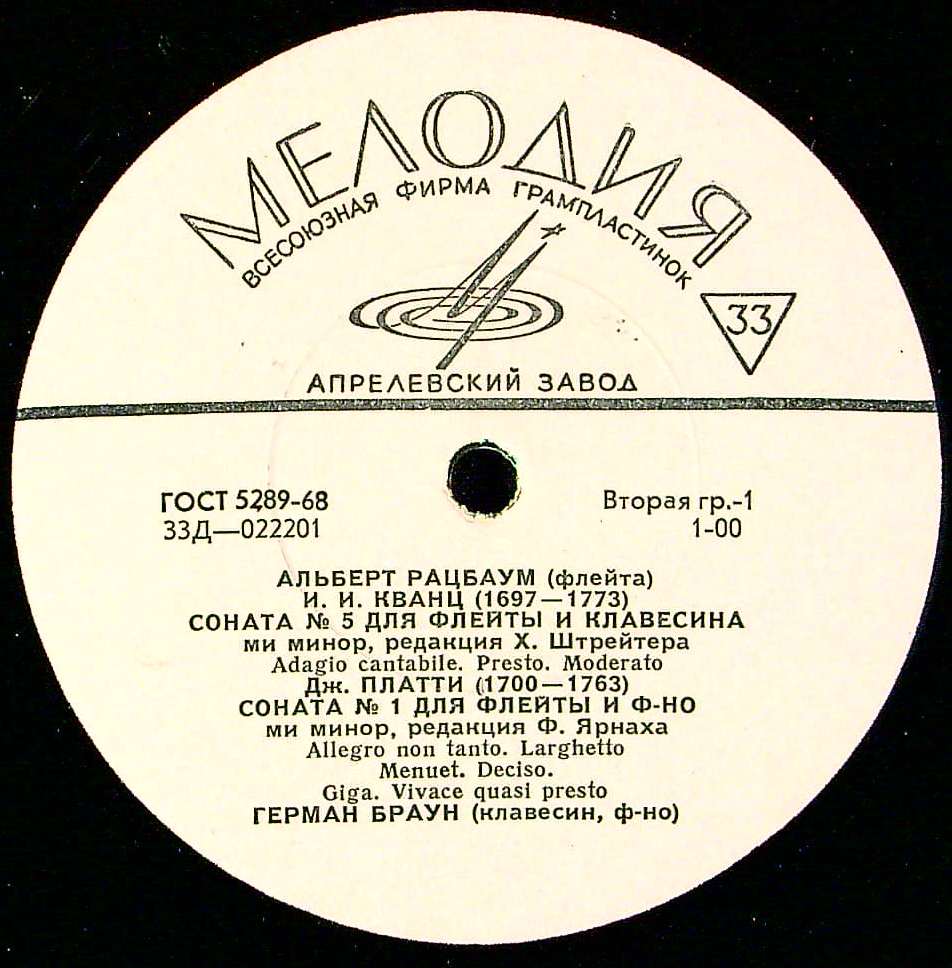 МЕЛОДИЯ
ВСЕСОЮЗНАЯ ФИРМА ГРАМПЛАСТИНОК
33
АПРЕЛЕВСКИЙ ЗАВОД
ГОСТ 5289-68
Вторая гр.-1
33Д—022201
1-00
АЛЬБЕРТ РАЦБАУМ (флейта)
И. И. КВАНЦ (1697—1773)
СОНАТА № 5 ДЛЯ ФЛЕЙТЫ И КЛАВЕСИНА
ми минор, редакция Х. Штрейтера
Adagio cantabile. Presto. Moderato
Дж. ПЛАТТИ (1700—1763)
СОНАТА № 1 ДЛЯ ФЛЕЙТЫ И Ф-НО
ми минор, редакция Ф. Ярнаха
Allegro non tanto. Larghetto
Menuet. Deciso.
Giga. Vivace quasi presto
ГЕРМАН БРАУН (клавесин, ф-но)